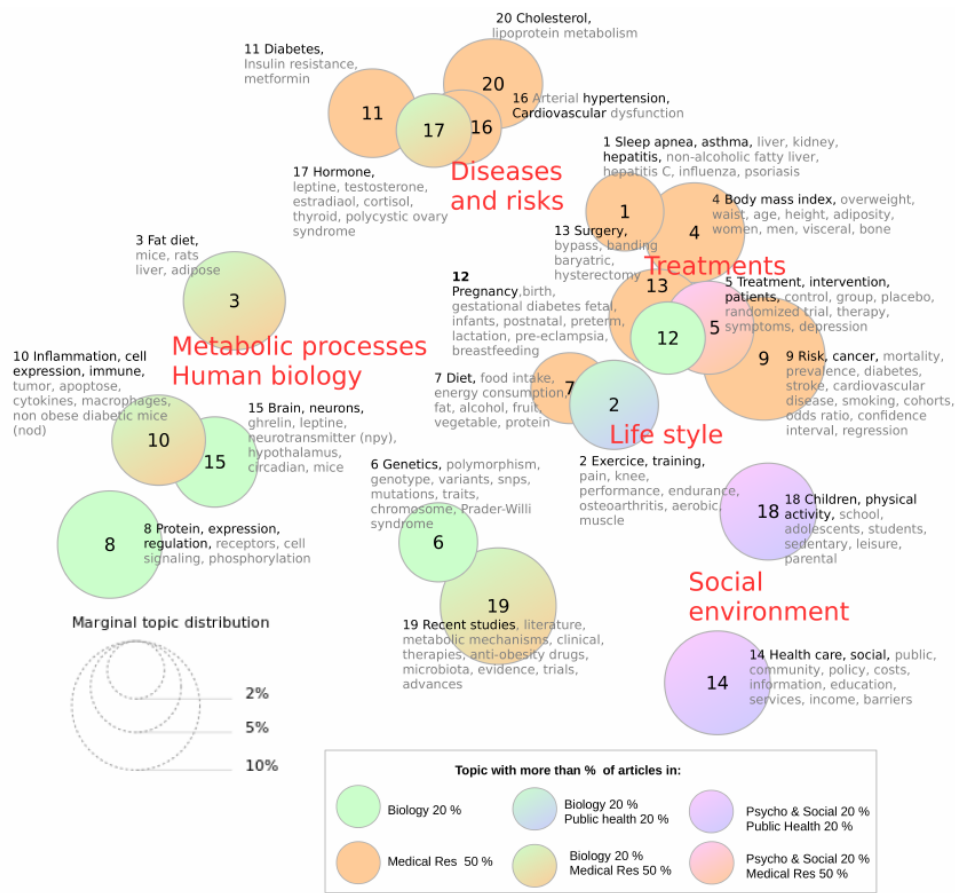 20 Cholesterol,
lipoprotein metabolism
11 Diabetes,
Insulin resistance,
metformin
20
11
17
16
16 Arterial hypertension,
Cardiovascular dysfunction
Diseases
and risks
17 Hormone,
leptine, testosterone,
estradiaol, cortisol,
thyroid, polycystic ovary
syndrome
1 Sleep apnea, asthma, liver, kidney,
hepatitis, non-alcoholic fatty liver,
hepatitis C, influenza, psoriasis
1
4
4 Body mass index, overweight,
waist, age, height, adiposity,
women, men, visceral, bone
13 Surgery,
bypass, banding
baryatric,
hysterectomy
Treatments
3 Fat diet,
mice, rats
liver, adipose
3
12
Pregnancy,birth,
gestational diabetes fetal,
infants, postnatal, preterm,
lactation, pre-eclampsia,
breastfeeding
13
5
12
9
5 Treatment, intervention,
patients, control, group, placebo,
randomized trial, therapy,
symptoms, depression
9 Risk, cancer, mortality,
prevalence, diabetes,
stroke, cardiovascular
disease, smoking, cohorts,
odds ratio, confidence
interval, regression
Metabolic processes
Human biology
10 Inflammation, cell
expression, immune,
tumor, apoptose,
cytokines, macrophages,
non obese diabetic mice
(nod)
10
15
15 Brain, neurons,
ghrelin, leptine,
neurotransmitter (npy),
hypothalamus,
circadian, mice
7 Diet, food intake,
energy consumption,
fat, alcohol, fruit,
vegetable, protein
7
2
Life style
2 Exercice, training,
pain, knee,
performance, endurance,
osteoarthritis, aerobic,
muscle
6 Genetics, polymorphism,
genotype, variants, snps,
mutations, traits,
chromosome, Prader-Willi
syndrome
6
8
8 Protein, expression,
regulation, receptors, cell
signaling, phosphorylation
18
18 Children, physical
activity, school,
adolescents, students,
sedentary, leisure,
parental
Social
environment
19
19 Recent studies, literature,
metabolic mechanisms, clinical,
therapies, anti-obesity drugs,
microbiota, evidence, trials,
advances
14
14 Health care, social, public,
community, policy, costs,
information, education,
services, income, barriers
Marginal topic distribution
2%
5%
10%
Topic with more than % of articles in:
Biology 20 %
Biology 20 %
Public health 20 %
Psycho & Social 20 %
Public Health 20 %
Medical Res 50 %
Biology 20 %
Medical Res 50 %
Psycho & Social 20 %
Medical Res 50 %